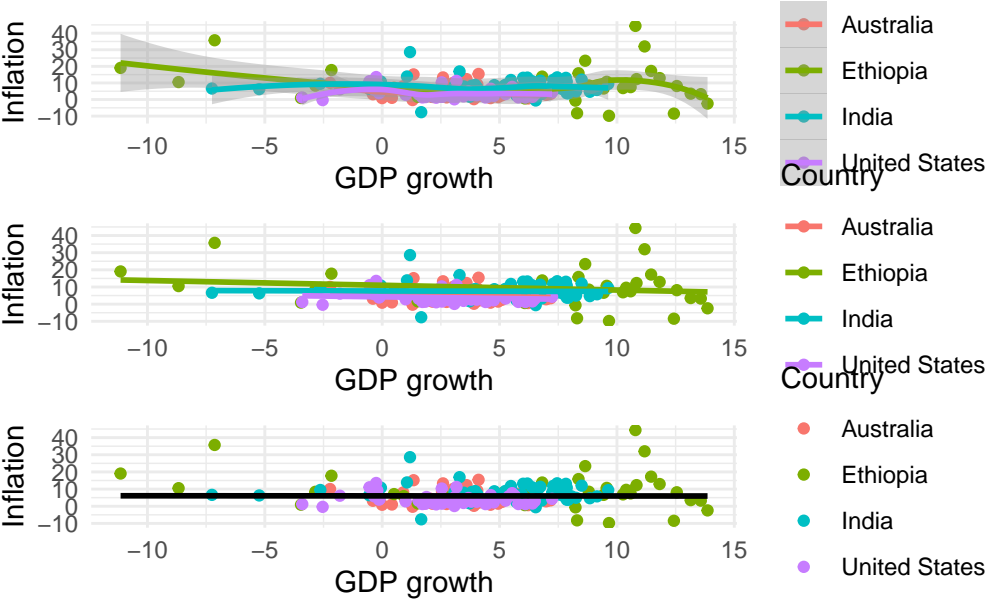 40
30
20
10
0
−10
Inflation
−10 −5 0 5 10 15
GDP growth
Australia
Ethiopia
India
United States
Country
40
30
20
10
0
−10
Inflation
−10 −5 0 5 10 15
GDP growth
Australia
Ethiopia
India
United States
Country
40
30
20
10
0
−10
Inflation
−10 −5 0 5 10 15
GDP growth
Australia
Ethiopia
India
United States